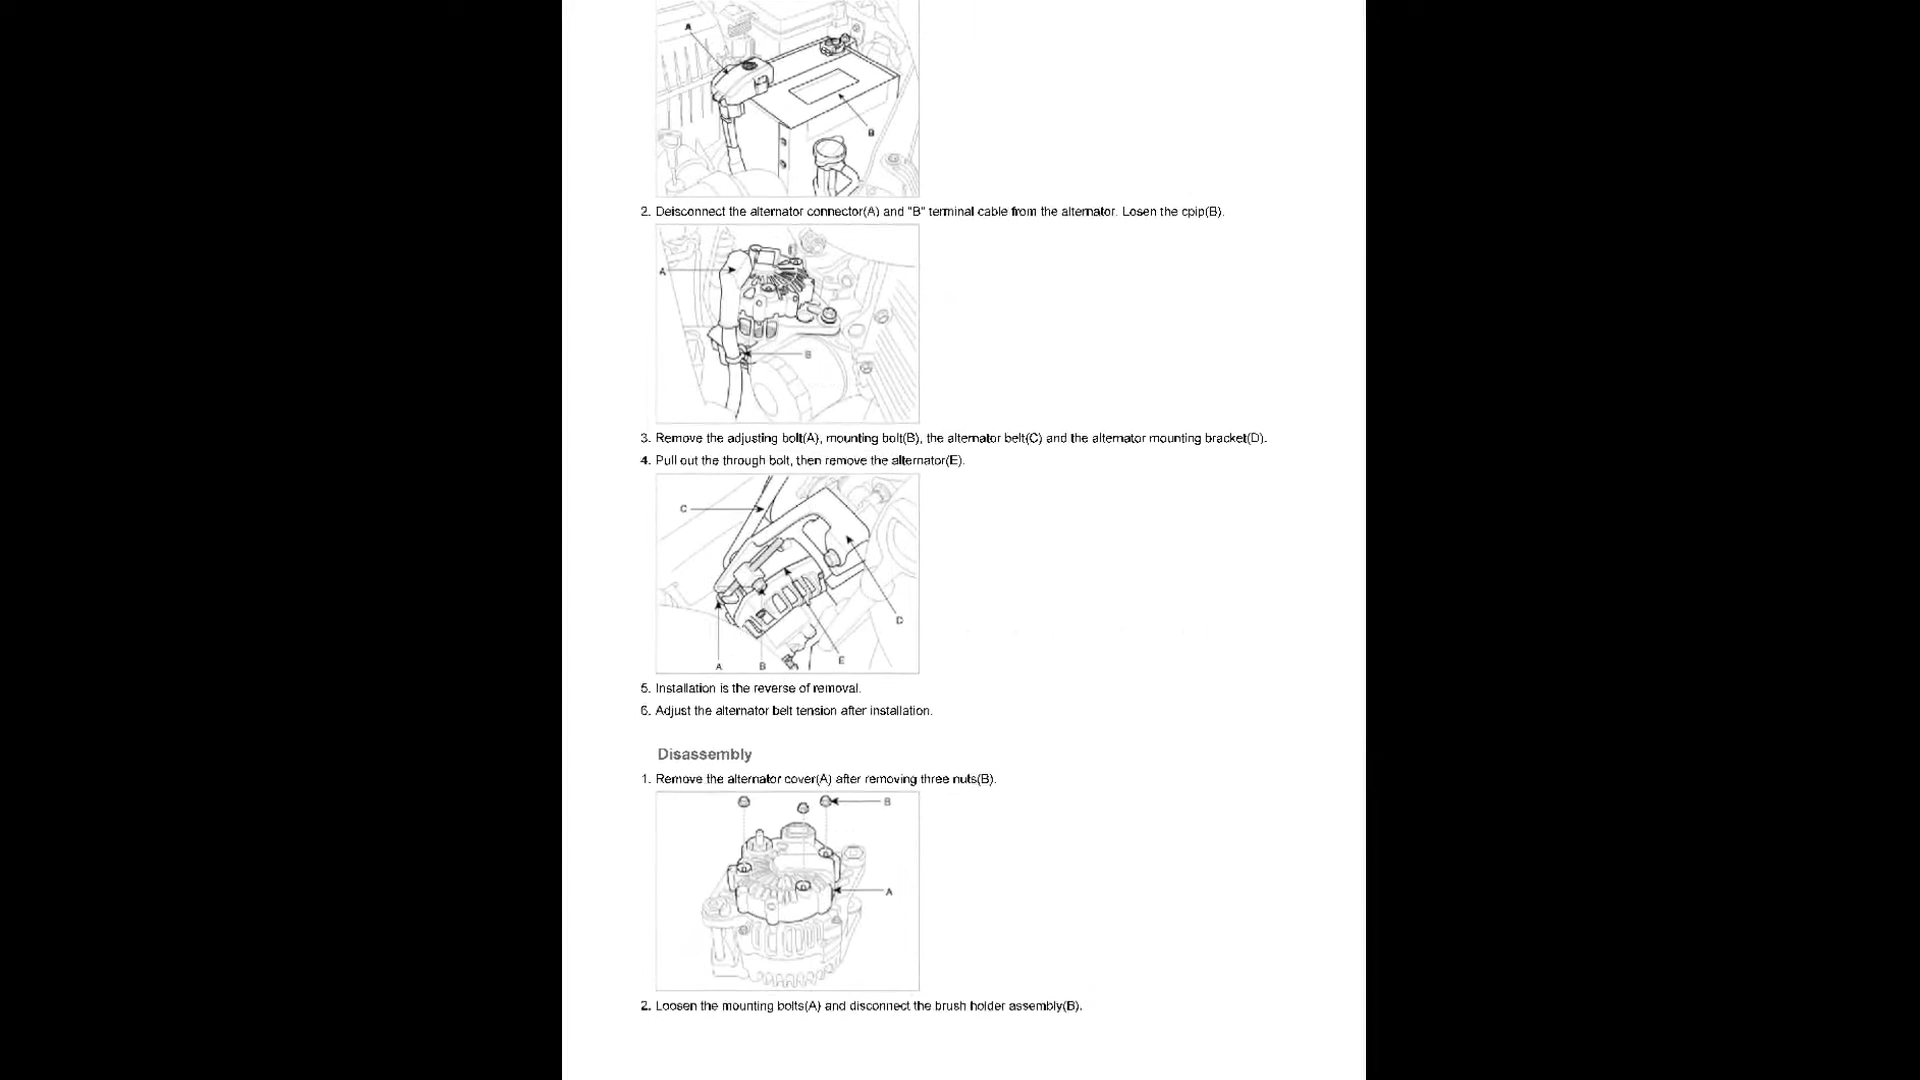 A
B
2. Deisconnect the alternator connector(A) and "B" terminal cable from the alternator. Losen the cpip(B).
A
B
3. Remove the adjusting bolt(A), mounting bolt(B), the alternator belt(C) and the alternator mounting bracket(D).
4. Pull out the through bolt, then remove the alternator(E).
C
D
A B E
5. Installation is the reverse of removal.
6. Adjust the alternator belt tension after installation.
Disassembly
1. Remove the alternator cover(A) after removing three nuts(B).
B
A
2. Loosen the mounting bolts(A) and disconnect the brush holder assembly(B).